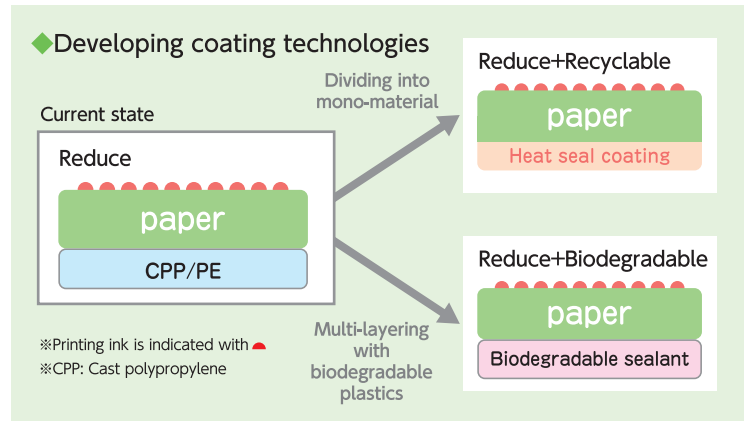 ◆Developing coating technologies
Current state
Reduce
paper
CPP/PE
※Printing ink is indicated with
※CPP: Cast polypropylene
Dividing into
mono-material
Reduce+Recyclable
paper
Heat seal coating
Multi-layering
with
biodegradable
plastics
Reduce+Biodegradable
paper
Biodegradable sealant